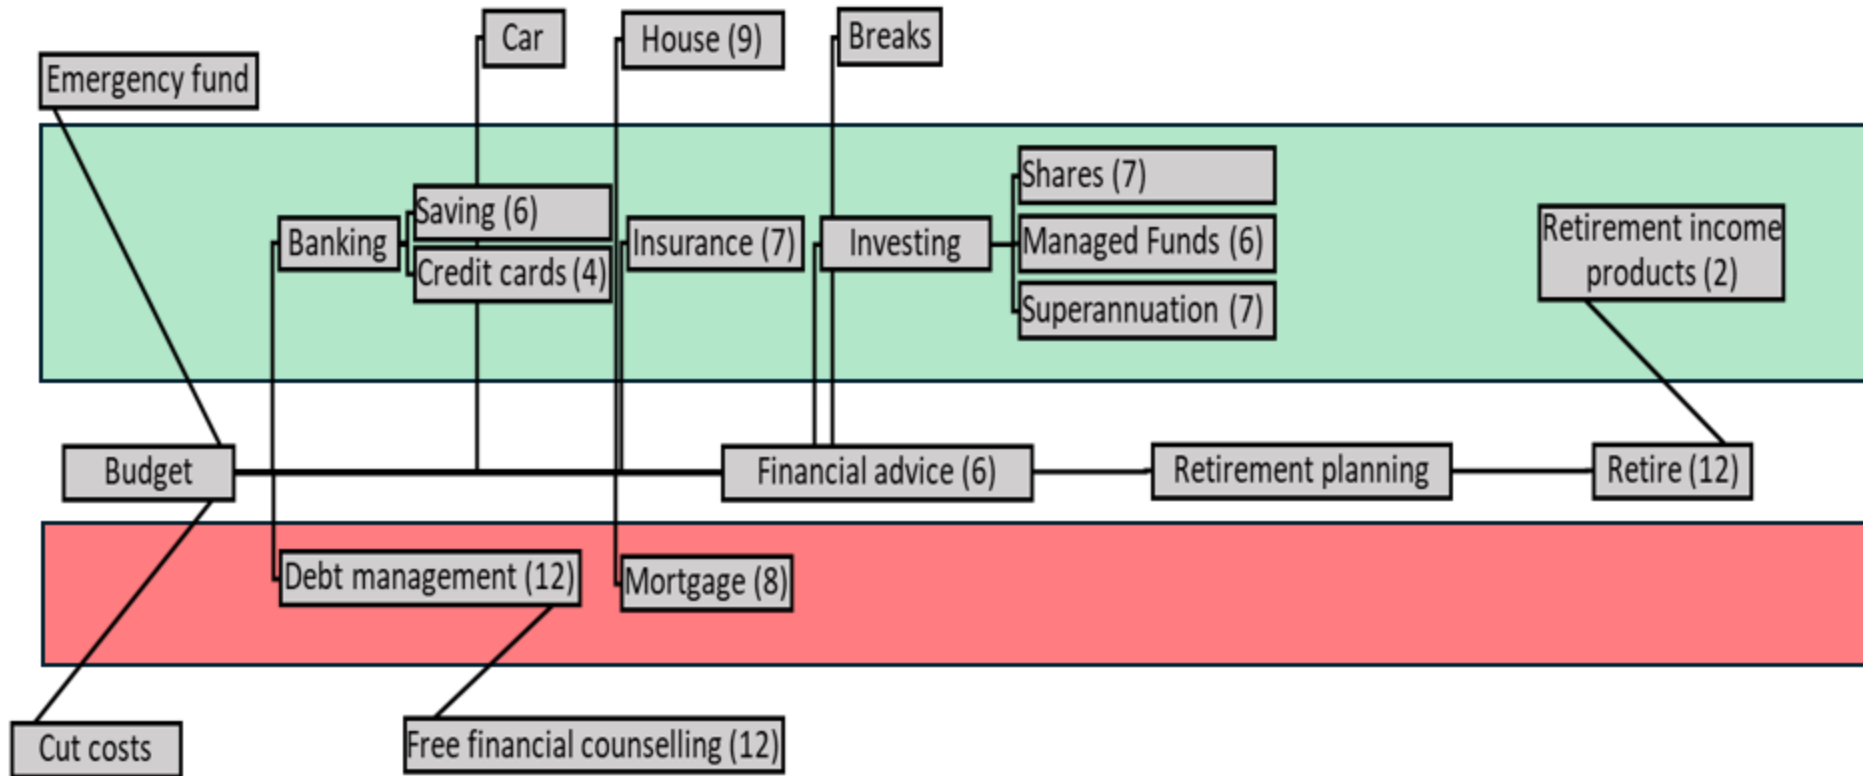 Car
House (9)
Breaks
Emergency fund
Shares (7)
Saving (6)
Banking
Insurance (7)
Investing
Managed Funds (6)
Retirement income
products (2)
Credit cards (4)
Superannuation (7)
Budget
Financial advice (6)
Retirement planning
Retire (12)
Debt management (12)
Mortgage (8)
Cut costs
Free financial counselling (12)